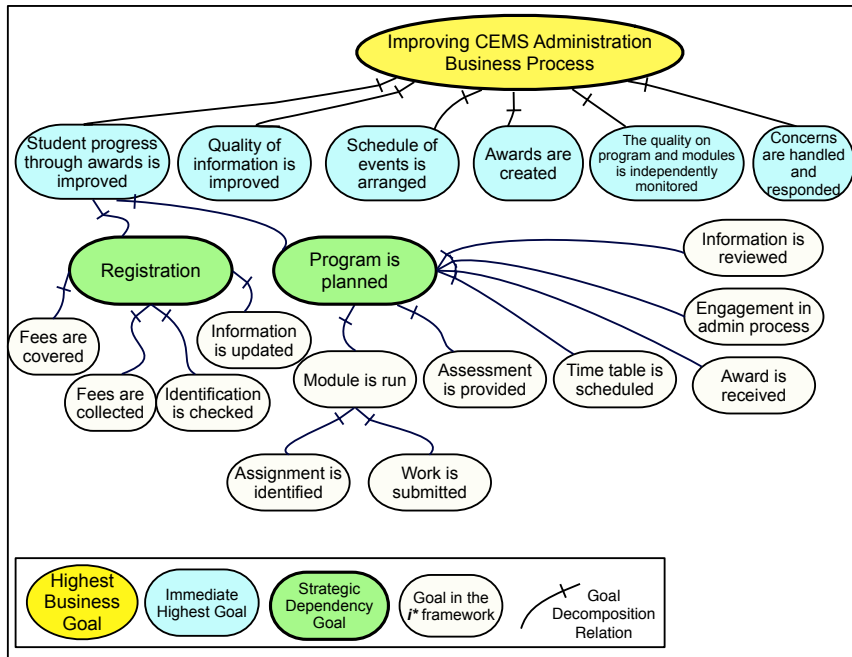 Improving CEMS Administration
Business Process
Student progress
through awards is
improved
Quality of
information is
improved
Schedule of
events is
arranged
Awards are
created
The quality on
program and modules
is independently
monitored
Concerns
are handled
and
responded
Registration
Program is
planned
Information is
reviewed
Engagement in
admin process
Award is
received
Fees are
covered
Fees are
collected
Identification
is checked
Information
is updated
Module is run
Assessment
is provided
Time table is
scheduled
Assignment is
identified
Work is
submitted
Highest
Business
Goal
Immediate
Highest Goal
Strategic
Dependency
Goal
Goal in the
i* framework
Goal
Decomposition
Relation